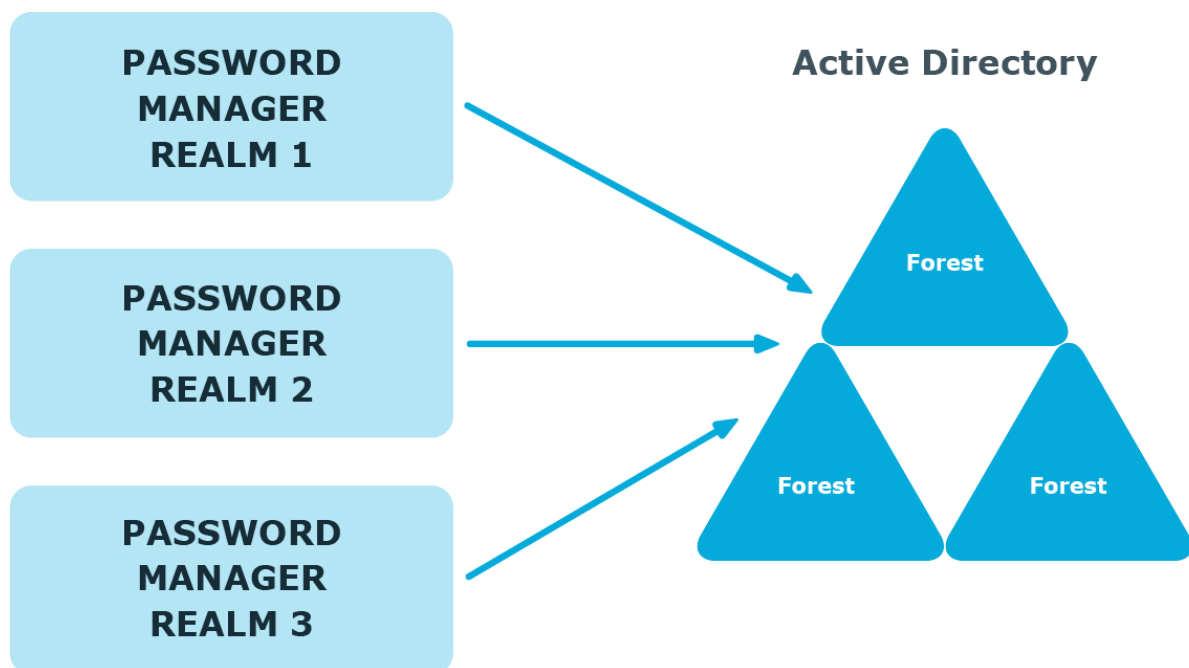 PASSWORD
MANAGER
REALM 1
PASSWORD
MANAGER
REALM 2
PASSWORD
MANAGER
REALM 3
Active Directory
Forest
Forest
Forest